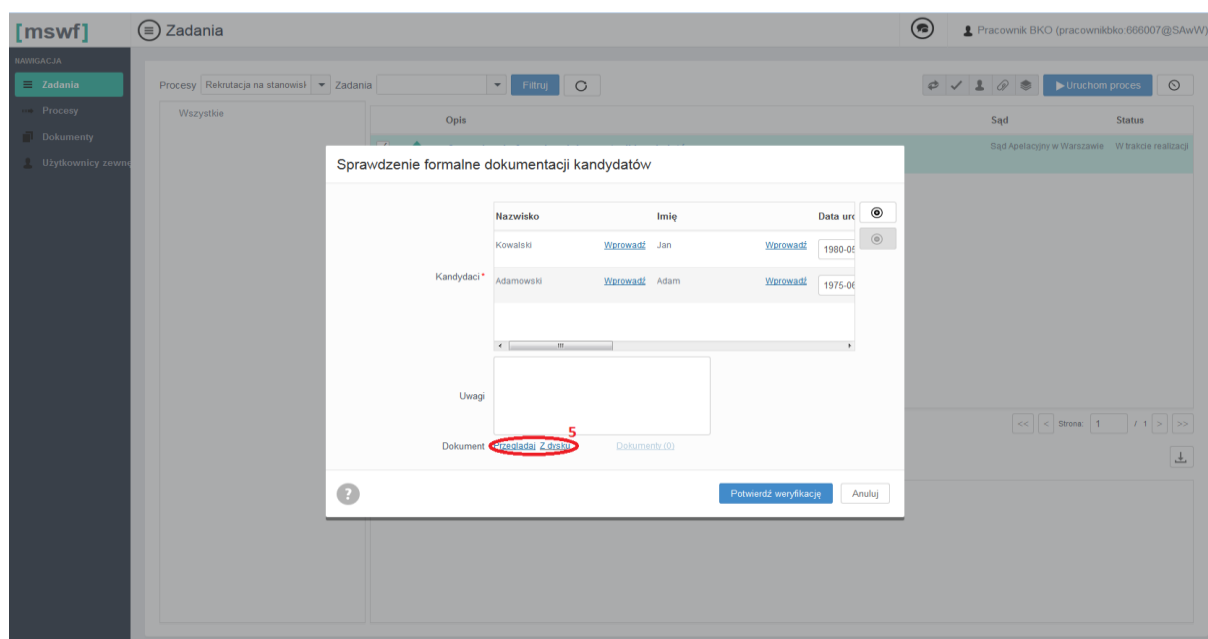 [mswf]
Zadania
Pracownik BKO (pracownikbko:666007@SAwW)
NAWIGACJA
Zadania
Procesy
Dokumenty
Użytkownicy zewnę
Procesy Rekrutacja na stanowisk Zadania Filtruj
Uruchom proces
Wszystkie
Opis Sąd Status
Sąd Apelacyjny w Warszawie W trakcie realizacji
Sprawdzenie formalne dokumentacji kandydatów
Nazwisko Imię Data uro
Kowalski Wprowadź Jan Wprowadź 1980-05
Kandydaci *
Adamowski Wprowadź Adam Wprowadź 1975-06
Uwagi
5
Dokument Przeglądaj Z dysku Dokumenty (0)
<< < Strona: 1 / 1 > >>
? Potwierdź weryfikację Anuluj